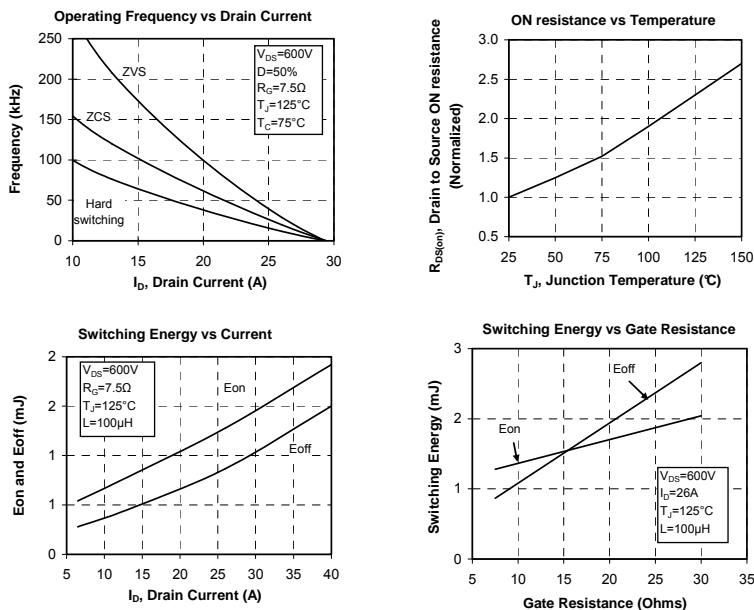 Operating Frequency vs Drain Current
250
200
150
100
50
0
10 15 20 25 30
Frequency (kHz)
I_D, Drain Current (A)
ZVS
ZCS
Hard
switching
V_DS=600V
D=50%
R_G=7.5Ω
T_J=125°C
T_C=75°C
ON resistance vs Temperature
3.0
2.5
2.0
1.5
1.0
0.5
25 50 75 100 125 150
R_DS(on), Drain to Source ON resistance
(Normalized)
T_J, Junction Temperature (°C)
Switching Energy vs Current
2
2
1
1
0
5 10 15 20 25 30 35 40
Eon and Eoff (mJ)
I_D, Drain Current (A)
V_DS=600V
R_G=7.5Ω
T_J=125°C
L=100µH
Eon
Eoff
Switching Energy vs Gate Resistance
3
2
1
0
5 10 15 20 25 30 35
Switching Energy (mJ)
Gate Resistance (Ohms)
Eoff
Eon
V_DS=600V
I_D=26A
T_J=125°C
L=100µH